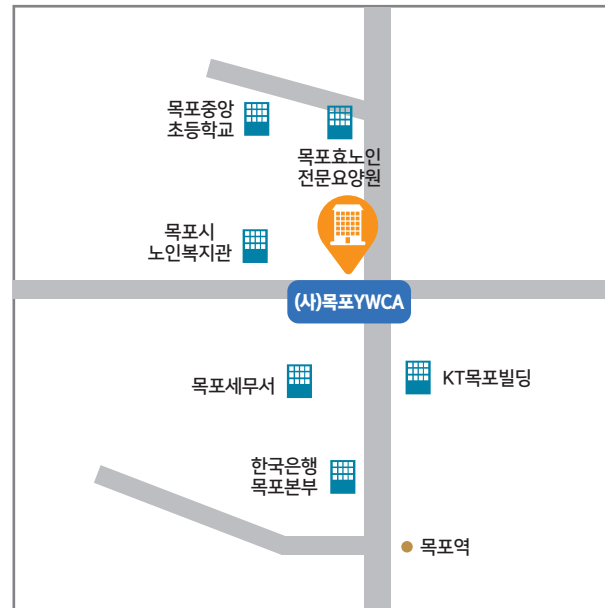 목포중앙
초등학교
목포효노인
전문요양원
목포시
노인복지관
(사)목포YWCA
목포세무서
KT목포빌딩
한국은행
목포본부
목포역